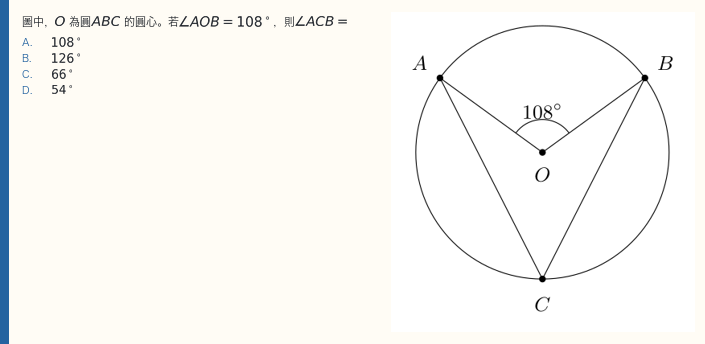 圖中, O 為圓ABC 的圓心。若∠AOB = 108°, 則∠ACB =
A. 108°
B. 126°
C. 66°
D. 54°
A
B
108°
O
C